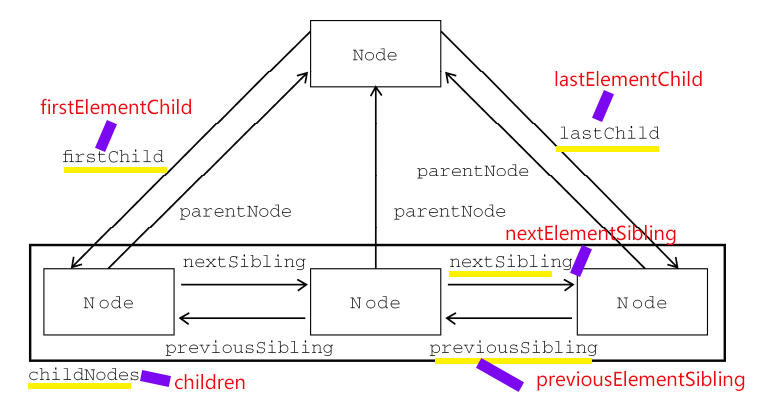 Node
lastElementChild
firstElementChild
lastChild
firstChild
parentNode
parentNode
parentNode
nextElementSibling
nextSibling
nextSibling
Node
Node
Node
previousSibling
previousSibling
childNodes
children
previousElementSibling